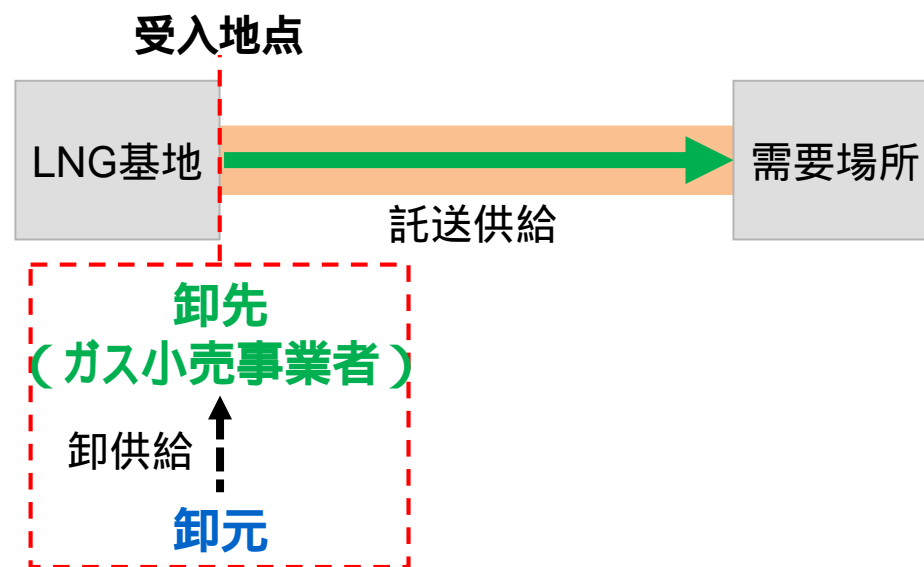 受入地点
LNG基地
需要場所
託送供給
卸先
（ガス小売事業者）
卸供給
卸元